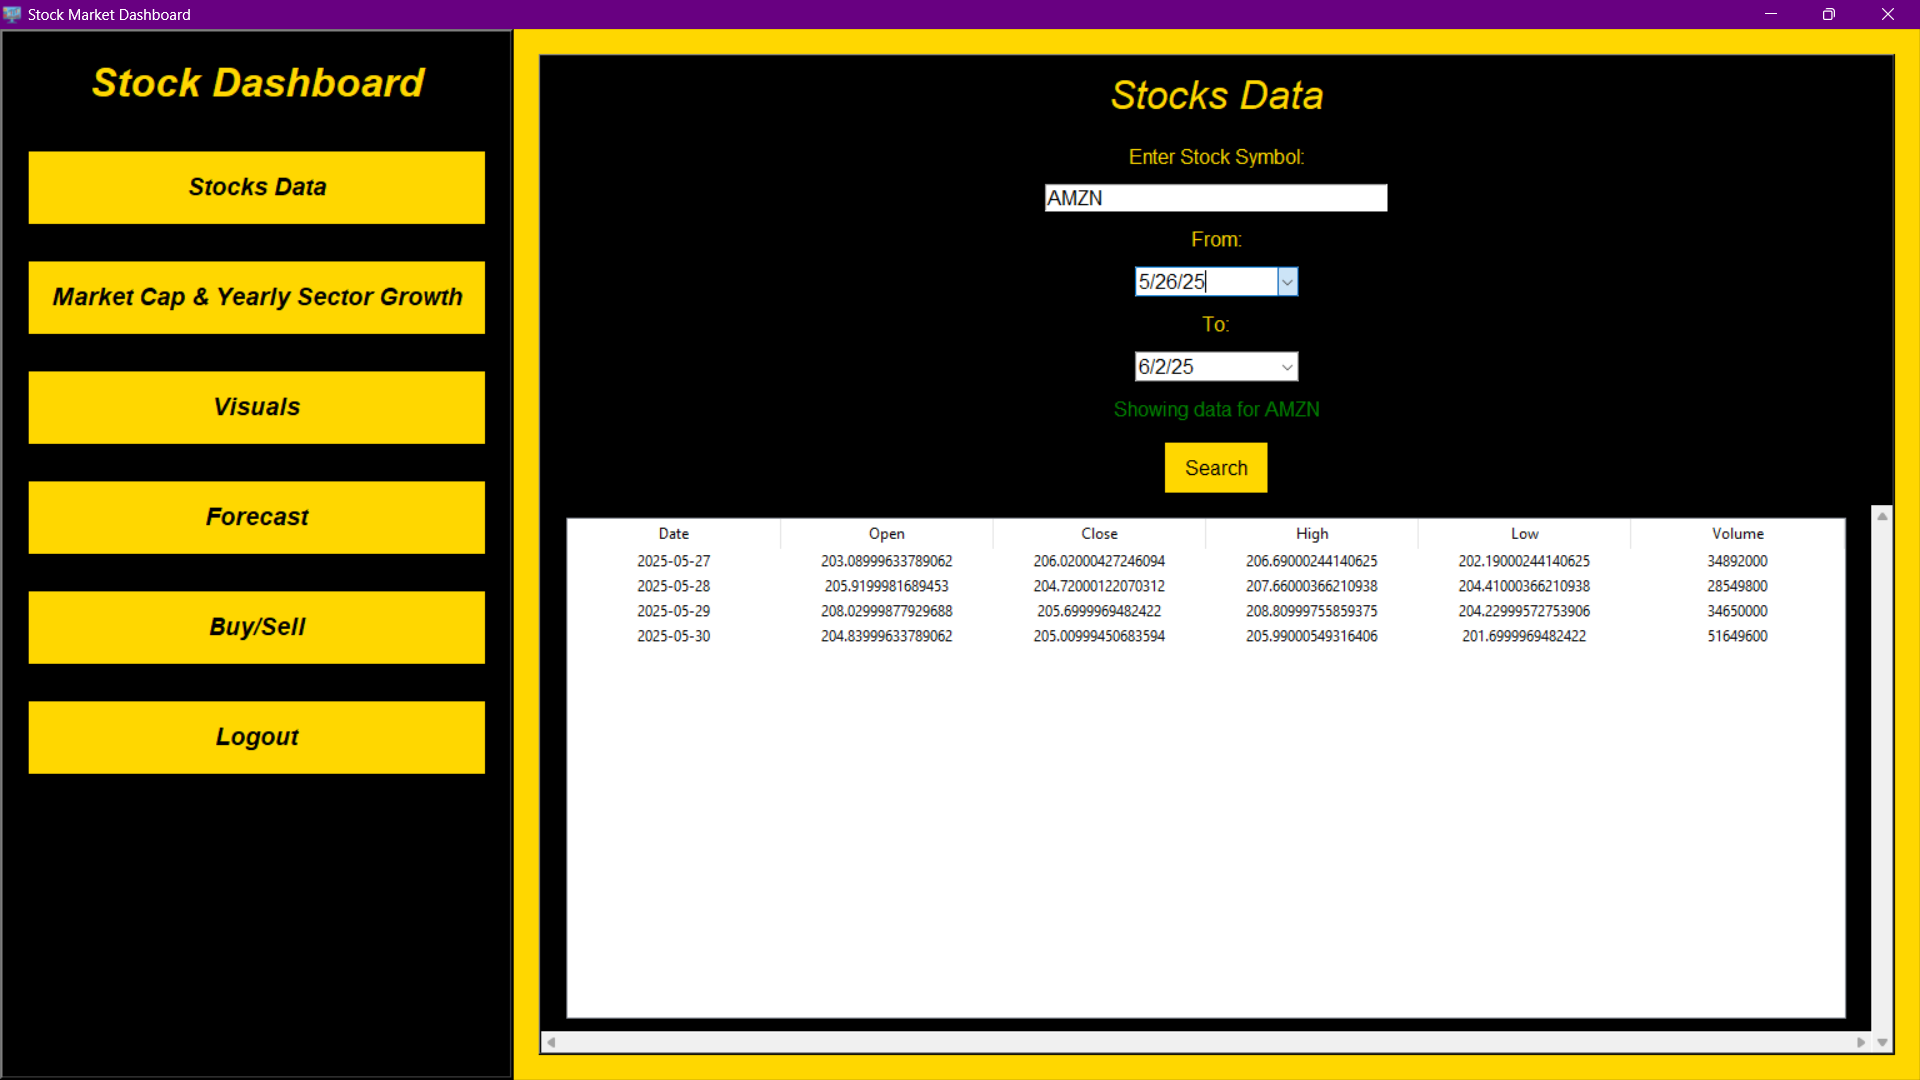 Stock Market Dashboard
Stock Dashboard
Stocks Data
Market Cap & Yearly Sector Growth
Visuals
Forecast
Buy/Sell
Logout
Stocks Data
Enter Stock Symbol:
AMZN
From:
5/26/25
To:
6/2/25
Showing data for AMZN
Search
Date Open Close High Low Volume
2025-05-27 203.08999633789062 206.02000427246094 206.69000244140625 202.19000244140625 34892000
2025-05-28 205.9199981689453 204.72000122070312 207.66000366210938 204.41000366210938 28549800
2025-05-29 208.02999877929688 205.6999969482422 208.80999755859375 204.22999572753906 34650000
2025-05-30 204.83999633789062 205.00999450683594 205.99000549316406 201.6999969482422 51649600